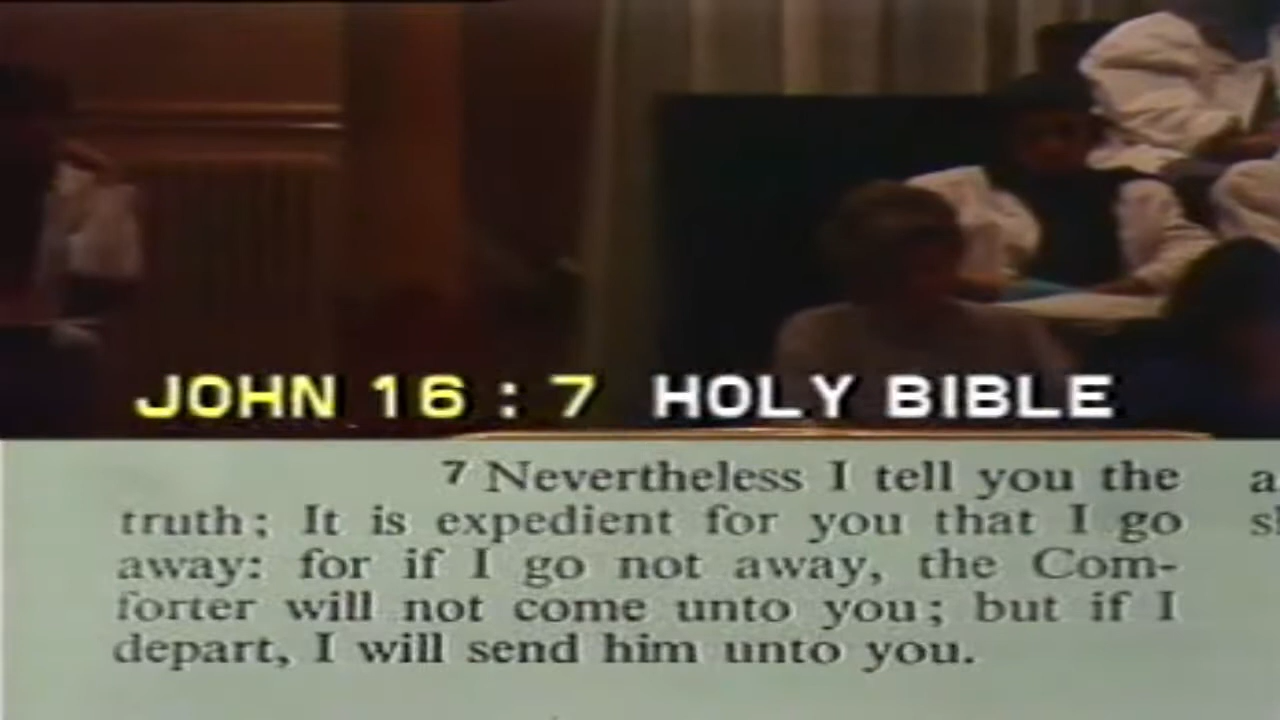 JOHN 16 : 7 HOLY BIBLE
7 Nevertheless I tell you the
truth; It is expedient for you that I go
away: for if I go not away, the Com-
forter will not come unto you; but if I
depart, I will send him unto you.